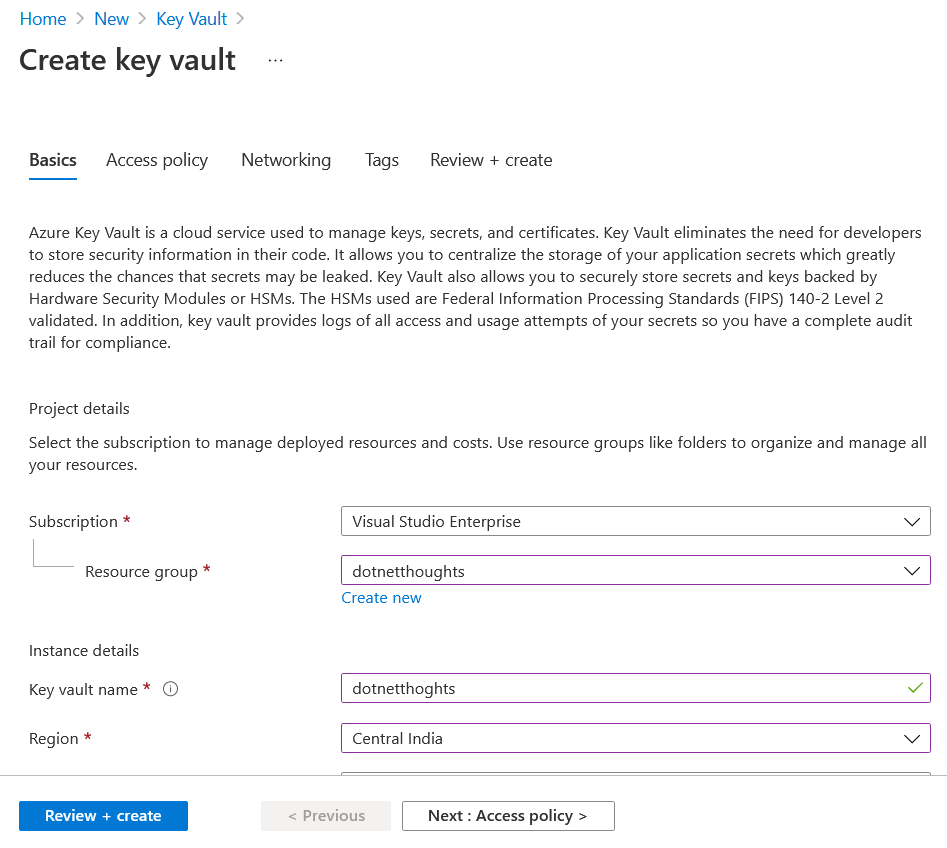 Home > New > Key Vault >
Create key vault ...
Basics Access policy Networking Tags Review + create
Azure Key Vault is a cloud service used to manage keys, secrets, and certificates. Key Vault eliminates the need for developers
to store security information in their code. It allows you to centralize the storage of your application secrets which greatly
reduces the chances that secrets may be leaked. Key Vault also allows you to securely store secrets and keys backed by
Hardware Security Modules or HSMs. The HSMs used are Federal Information Processing Standards (FIPS) 140-2 Level 2
validated. In addition, key vault provides logs of all access and usage attempts of your secrets so you have a complete audit
trail for compliance.
Project details
Select the subscription to manage deployed resources and costs. Use resource groups like folders to organize and manage all
your resources.
Subscription * Visual Studio Enterprise
Resource group * dotnetthoughts
Create new
Instance details
Key vault name * dotnetthoghts
Region * Central India
Review + create < Previous Next : Access policy >